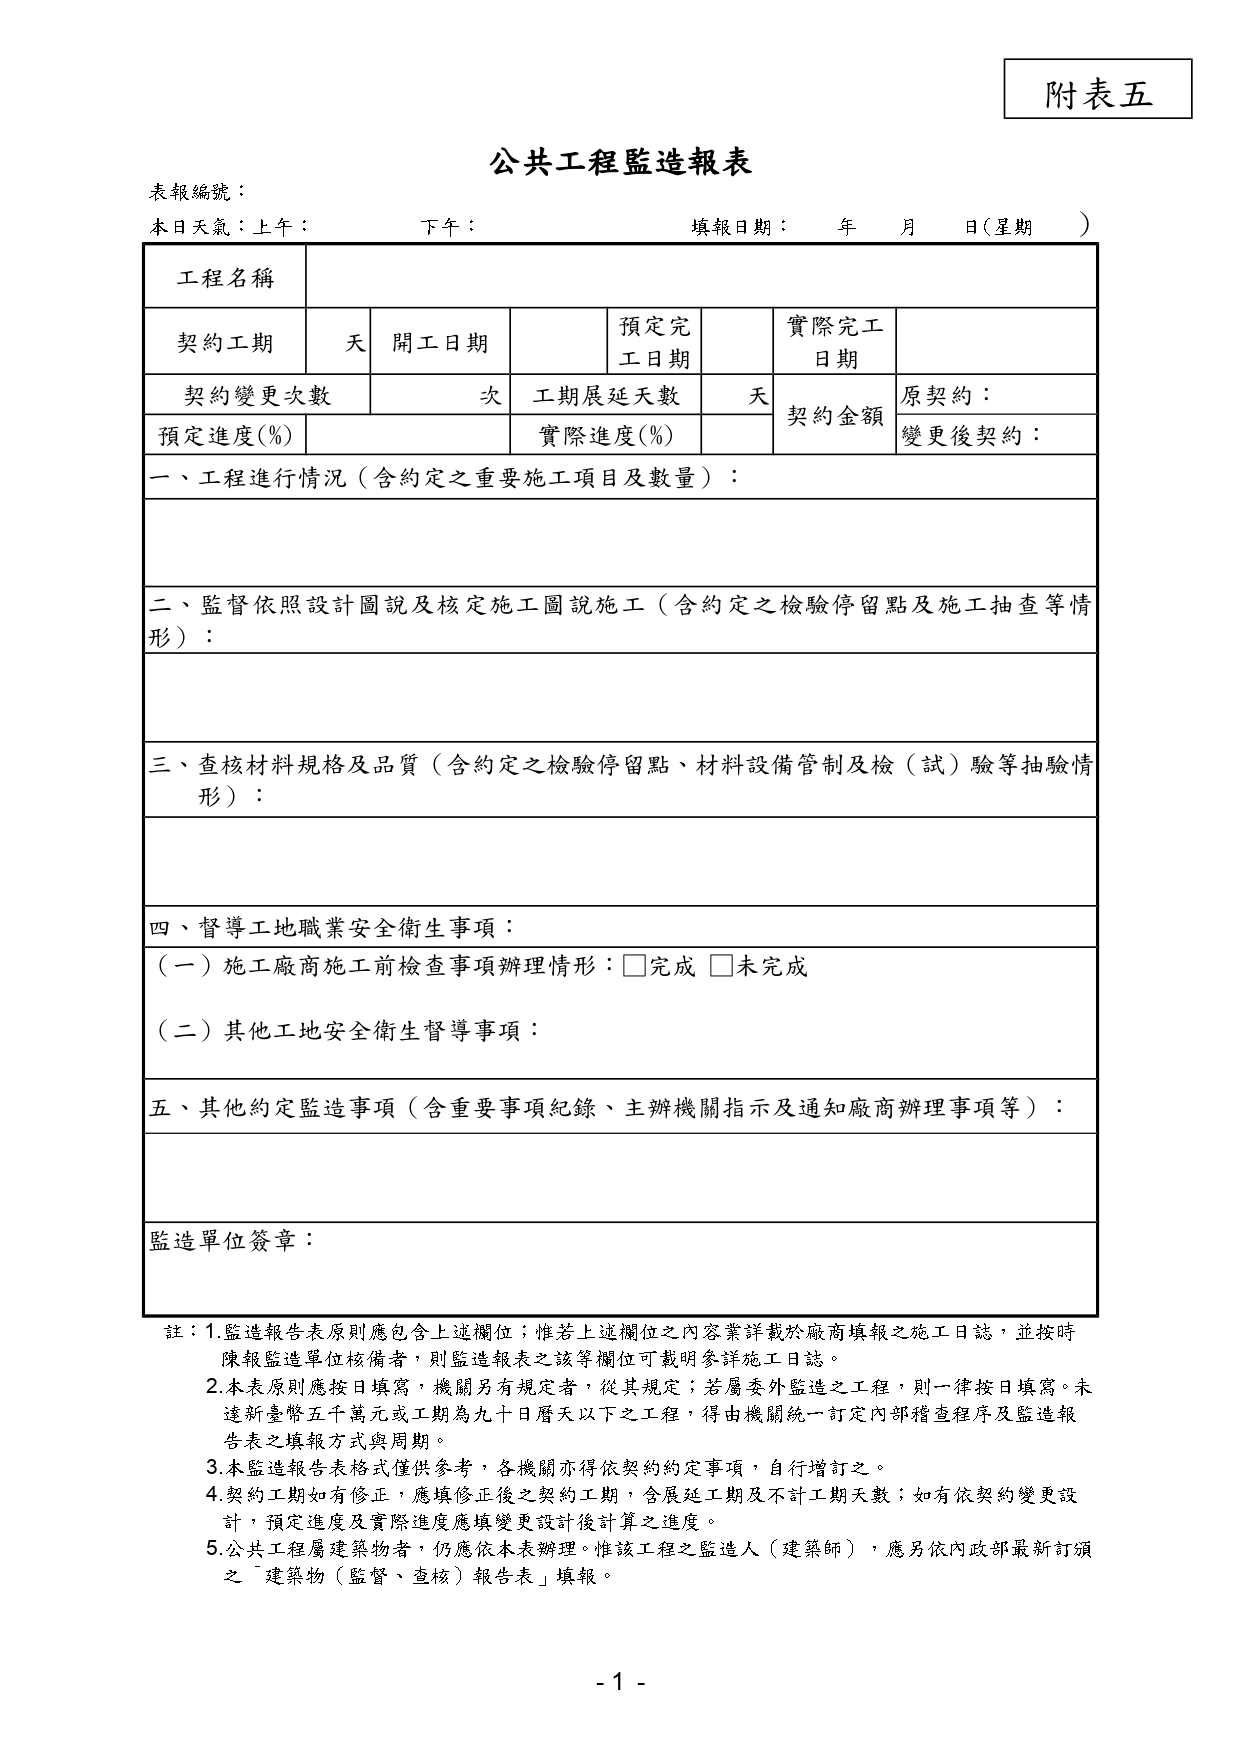 附表五
公共工程監造報表
表報編號：
本日天氣：上午： 下午： 填報日期： 年 月 日(星期 )
工程名稱
契約工期 天 開工日期 預定完工日期 實際完工日期
契約變更次數 次 工期展延天數 天 契約金額 原契約：
預定進度(%) 實際進度(%) 變更後契約：
一、工程進行情況（含約定之重要施工項目及數量）：
二、監督依照設計圖說及核定施工圖說施工（含約定之檢驗停留點及施工抽查等情
形）：
三、查核材料規格及品質（含約定之檢驗停留點、材料設備管制及檢（試）驗等抽驗情
形）：
四、督導工地職業安全衛生事項：
（一）施工廠商施工前檢查事項辦理情形：□完成 □未完成
（二）其他工地安全衛生督導事項：
五、其他約定監造事項（含重要事項紀錄、主辦機關指示及通知廠商辦理事項等）：
監造單位簽章：
註：1.監造報告表原則應包含上述欄位；惟若上述欄位之內容業詳載於廠商填報之施工日誌，並按時
陳報監造單位核備者，則監造報表之該等欄位可載明參詳施工日誌。
2.本表原則應按日填寫，機關另有規定者，從其規定；若屬委外監造之工程，則一律按日填寫。未
達新臺幣五千萬元或工期為九十日曆天以下之工程，得由機關統一訂定內部稽查程序及監造報
告表之填報方式與周期。
3.本監造報告表格式僅供參考，各機關亦得依契約約定事項，自行增訂之。
4.契約工期如有修正，應填修正後之契約工期，含展延工期及不計工期天數；如有依契約變更設
計，預定進度及實際進度應填變更設計後計算之進度。
5.公共工程屬建築物者，仍應依本表辦理。惟該工程之監造人（建築師），應另依內政部最新訂頒
之「建築物（監督、查核）報告表」填報。
- 1 -